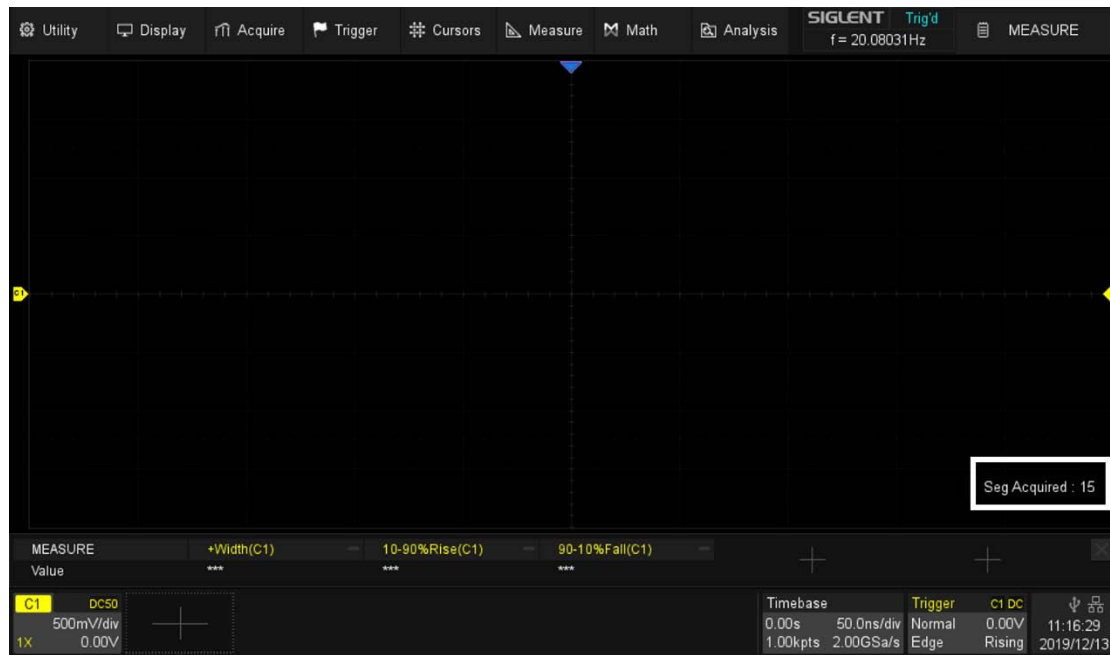 Utility Display Acquire Trigger Cursors Measure Math Analysis SIGLENT Trig'd MEASURE
f = 20.08031Hz
C1
Seg Acquired : 15
MEASURE +Width(C1) 10-90%Rise(C1) 90-10%Fall(C1)
Value *** *** ***
C1 DC50 Timebase Trigger C1 DC
500mV/div 0.00s 50.0ns/div Normal 0.00V 11:16:29
1X 0.00V 1.00kpts 2.00GSa/s Edge Rising 2019/12/13